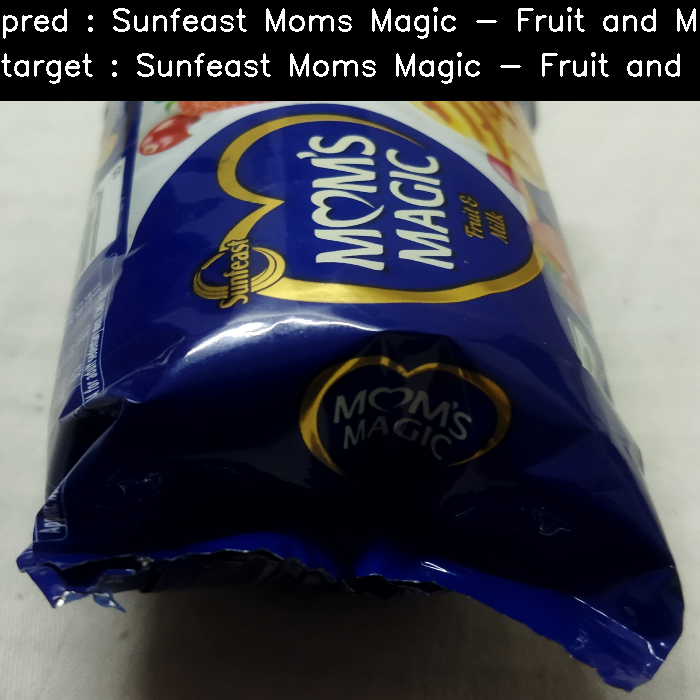 pred : Sunfeast Moms Magic – Fruit and M
target : Sunfeast Moms Magic – Fruit and
Sunfeast
MOM'S
MAGIC
Fruit &
Milk
MOM'S
MAGIC